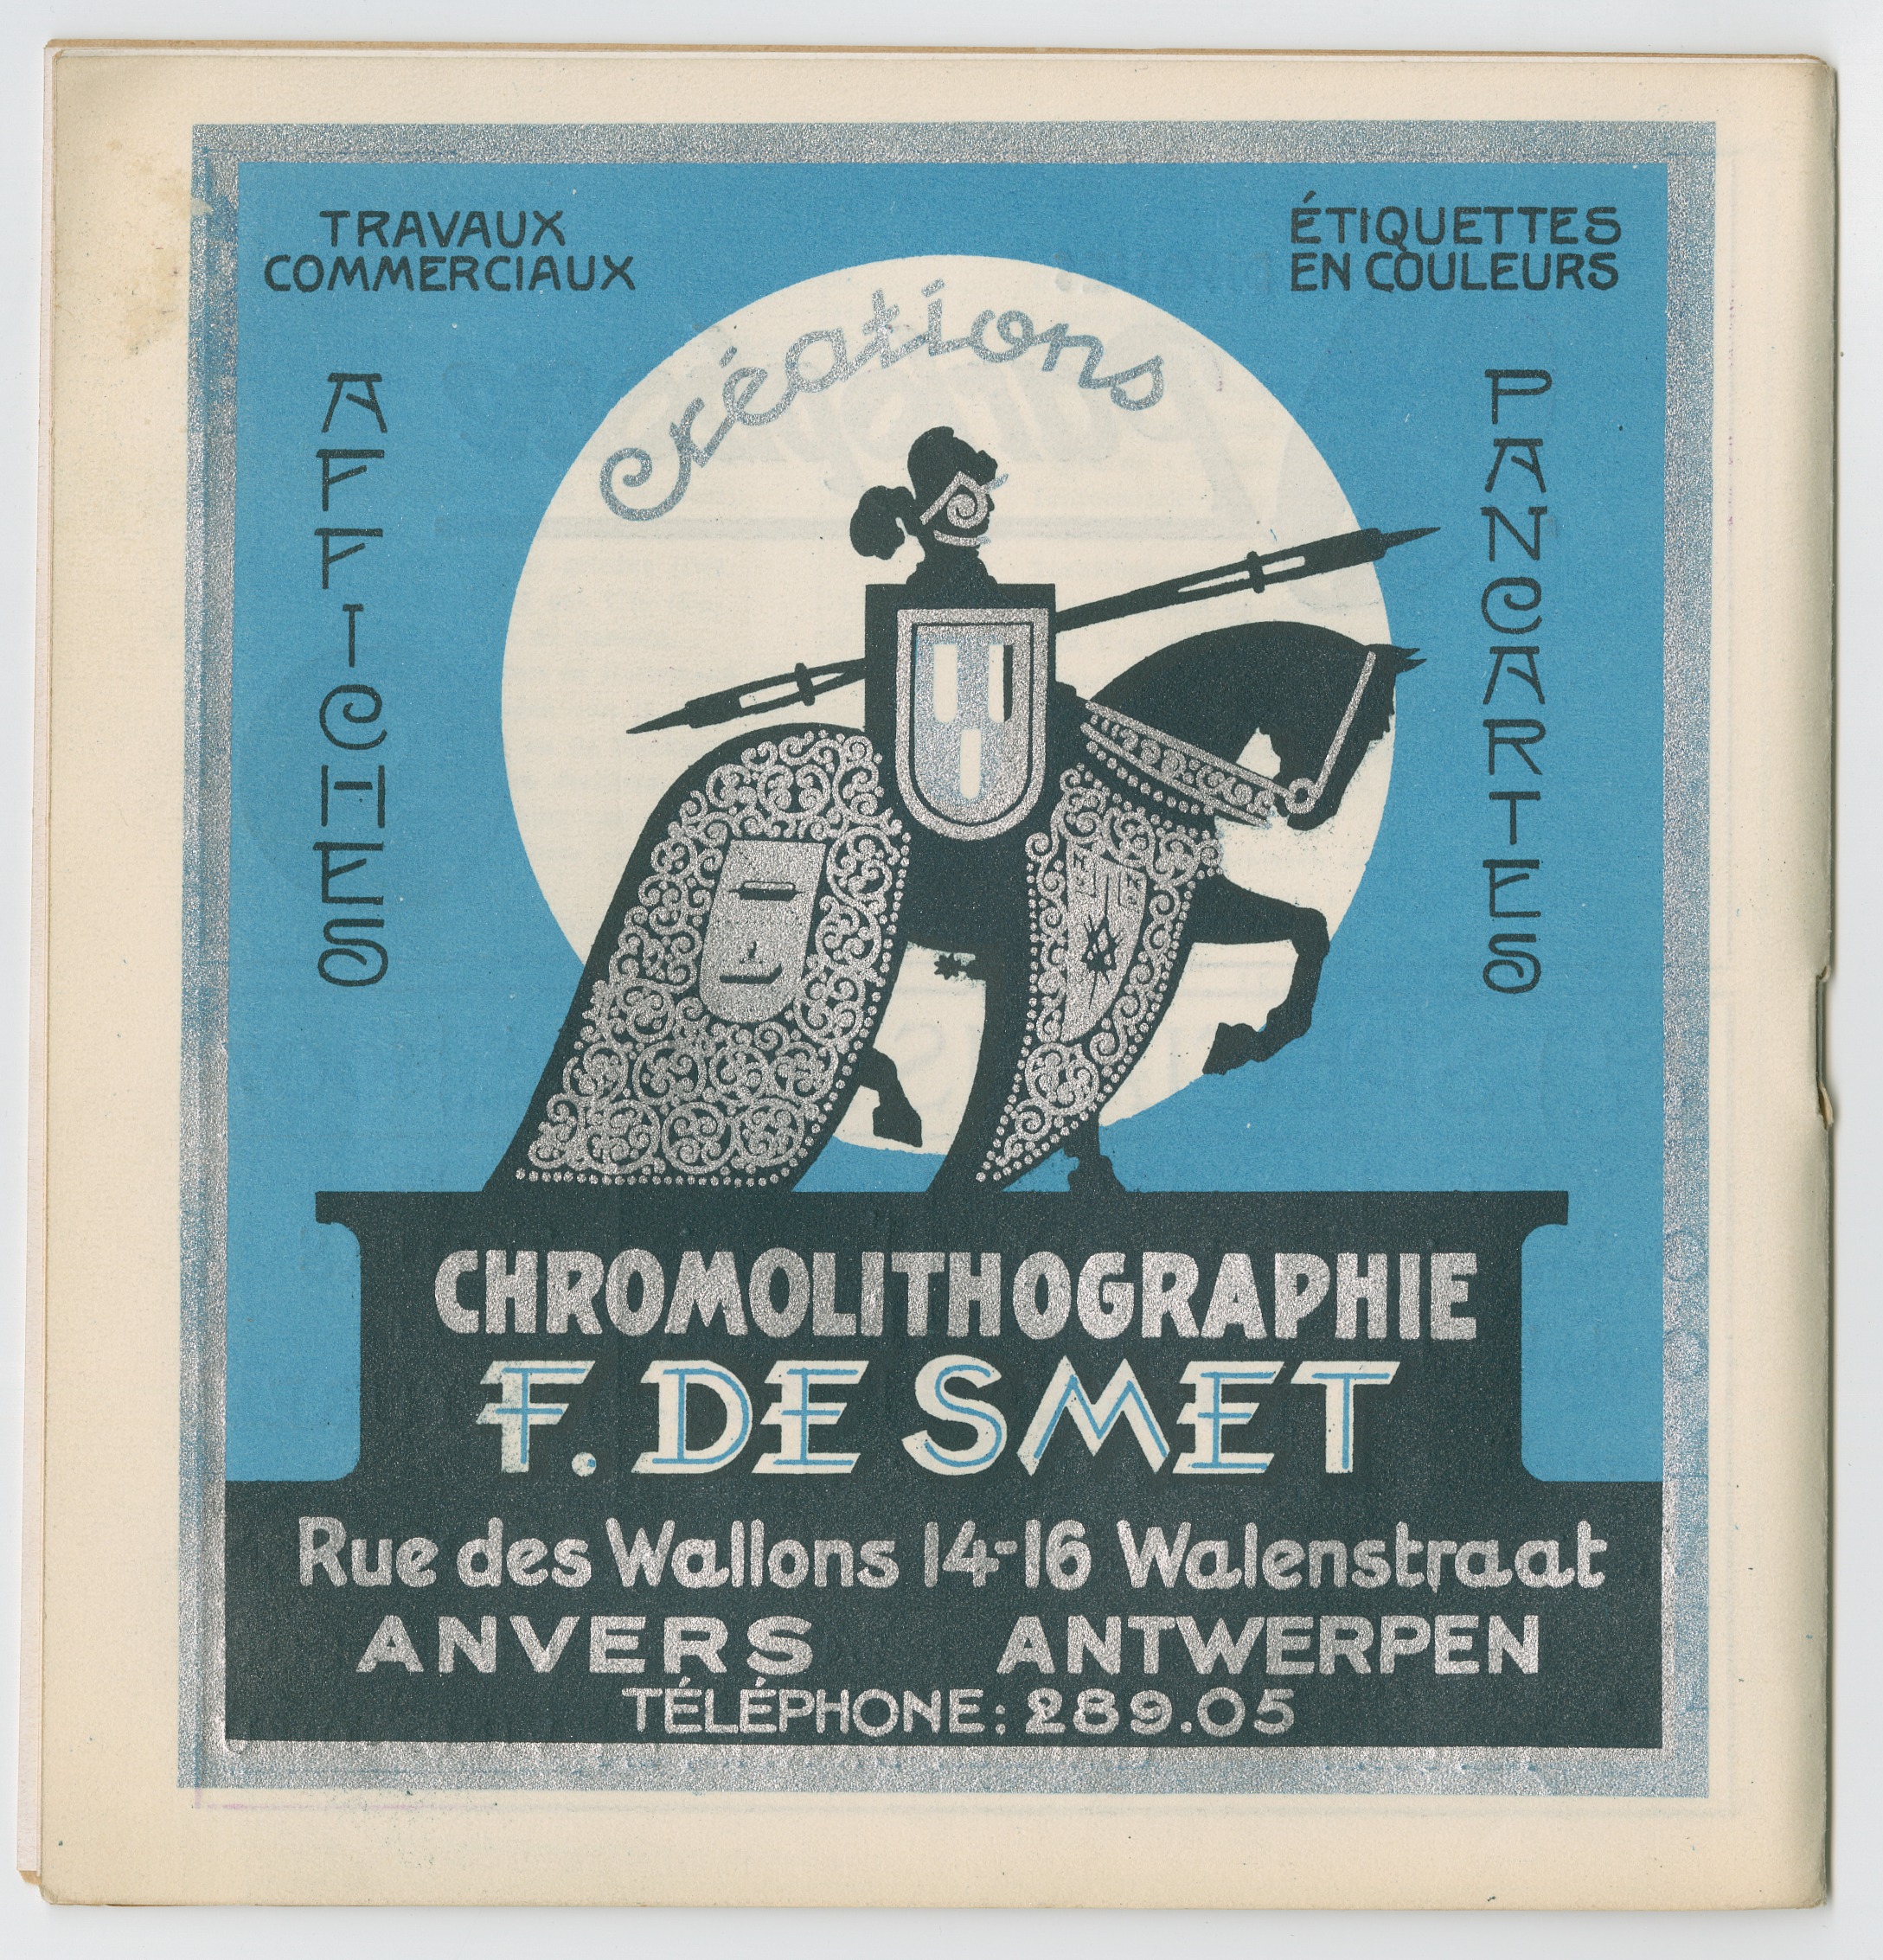 TRAVAUX
COMMERCIAUX
ÉTIQUETTES
EN COULEURS
créations
AFFICHES
PANCARTES
CHROMOLITHOGRAPHIE
F. DE SMET
Rue des Wallons 14-16 Walenstraat
ANVERS ANTWERPEN
TÉLÉPHONE: 289.05